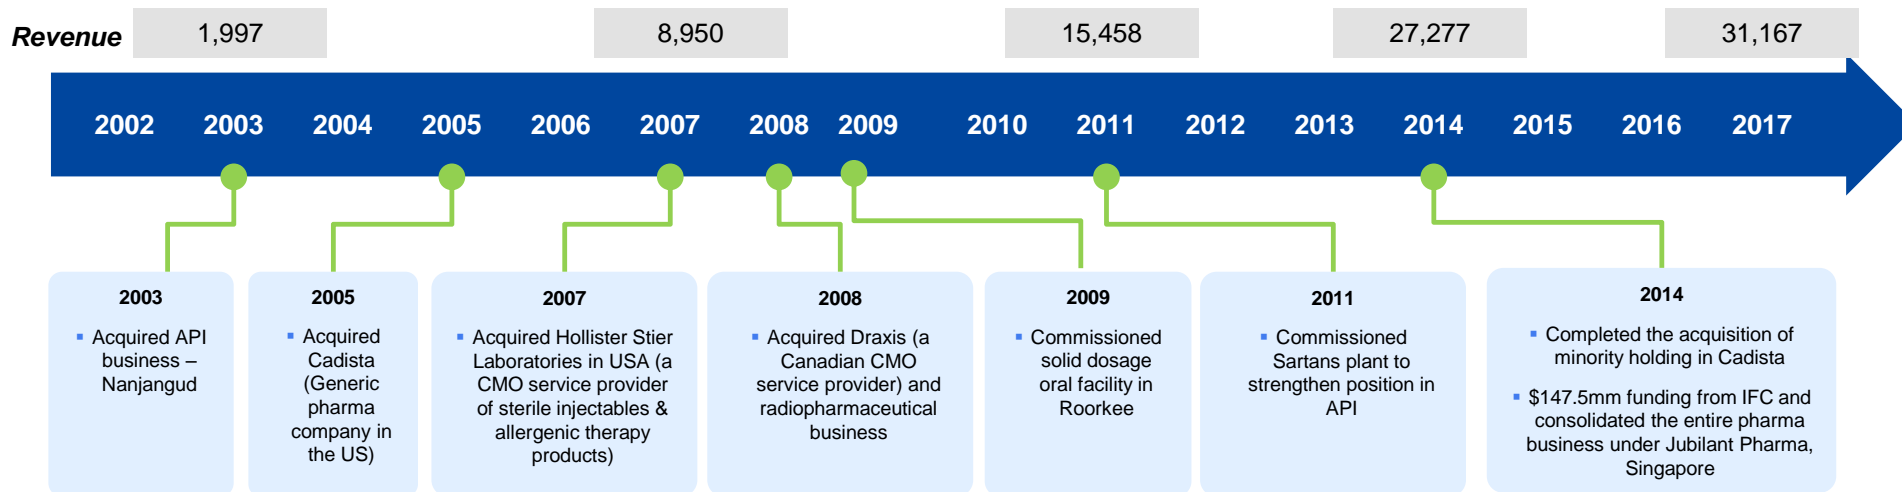 Revenue 1,997 8,950 15,458 27,277 31,167
2002 2003 2004 2005 2006 2007 2008 2009 2010 2011 2012 2013 2014 2015 2016 2017
2003
▪ Acquired API
business –
Nanjangud
2005
▪ Acquired
Cadista
(Generic
pharma
company in
the US)
2007
▪ Acquired Hollister Stier
Laboratories in USA (a
CMO service provider
of sterile injectables &
allergenic therapy
products)
2008
▪ Acquired Draxis (a
Canadian CMO
service provider) and
radiopharmaceutical
business
2009
▪ Commissioned
solid dosage
oral facility in
Roorkee
2011
▪ Commissioned
Sartans plant to
strengthen position in
API
2014
▪ Completed the acquisition of
minority holding in Cadista
▪ $147.5mm funding from IFC and
consolidated the entire pharma
business under Jubilant Pharma,
Singapore